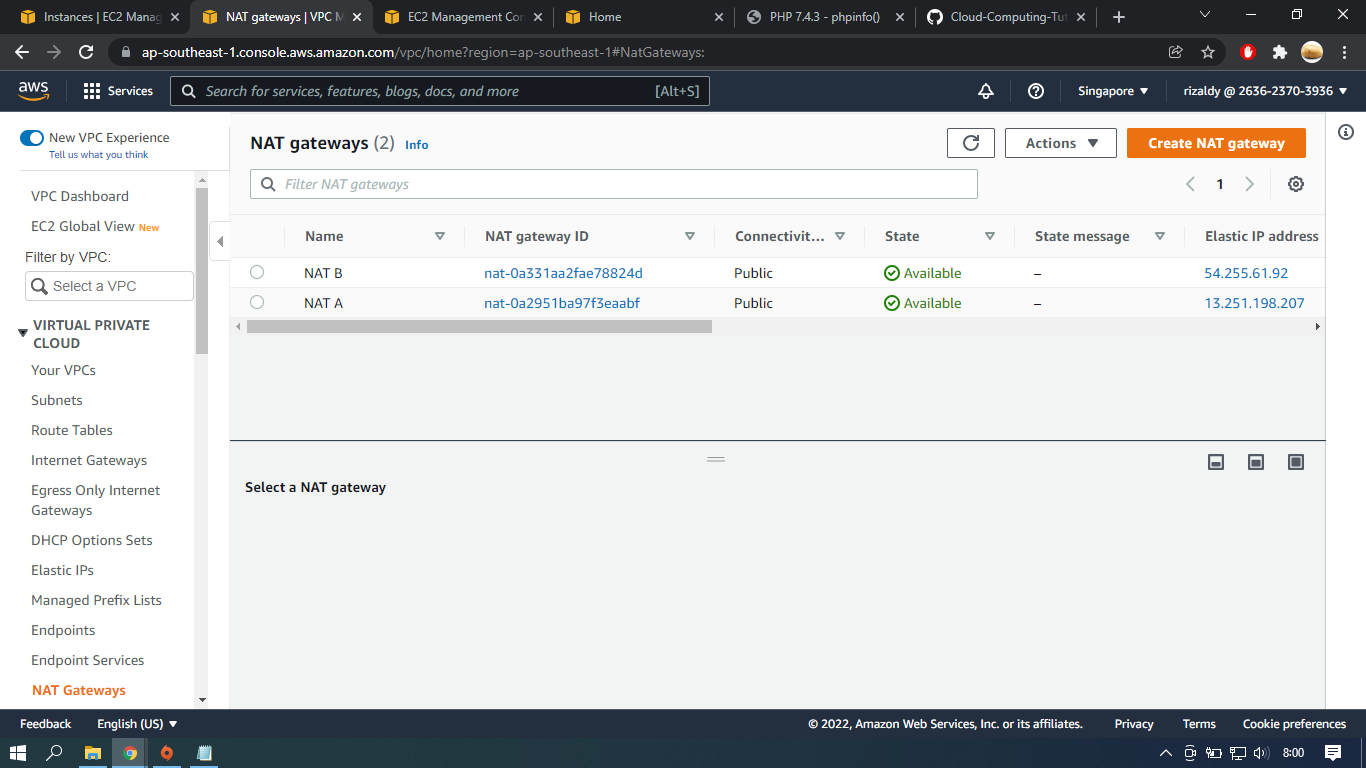 Instances | EC2 Manag
NAT gateways | VPC M
EC2 Management Con
Home
PHP 7.4.3 - phpinfo()
Cloud-Computing-Tut
ap-southeast-1.console.aws.amazon.com/vpc/home?region=ap-southeast-1#NatGateways:
aws
Services
Search for services, features, blogs, docs, and more
[Alt+S]
Singapore
rizaldy @ 2636-2370-3936
New VPC Experience
Tell us what you think
VPC Dashboard
EC2 Global View New
Filter by VPC:
Select a VPC
VIRTUAL PRIVATE
CLOUD
Your VPCs
Subnets
Route Tables
Internet Gateways
Egress Only Internet
Gateways
DHCP Option Sets
Elastic IPs
Managed Prefix Lists
Endpoints
Endpoint Services
NAT Gateways
NAT gateways (2) Info
Actions
Create NAT gateway
Filter NAT gateways
1
Name NAT gateway ID Connectivit... State State message Elastic IP address
NAT B nat-0a331aa2fae78824d Public Available – 54.255.61.92
NAT A nat-0a2951ba97f3eaabf Public Available – 13.251.198.207
Select a NAT gateway
Feedback English (US) © 2022, Amazon Web Services, Inc. or its affiliates. Privacy Terms Cookie preferences
8:00